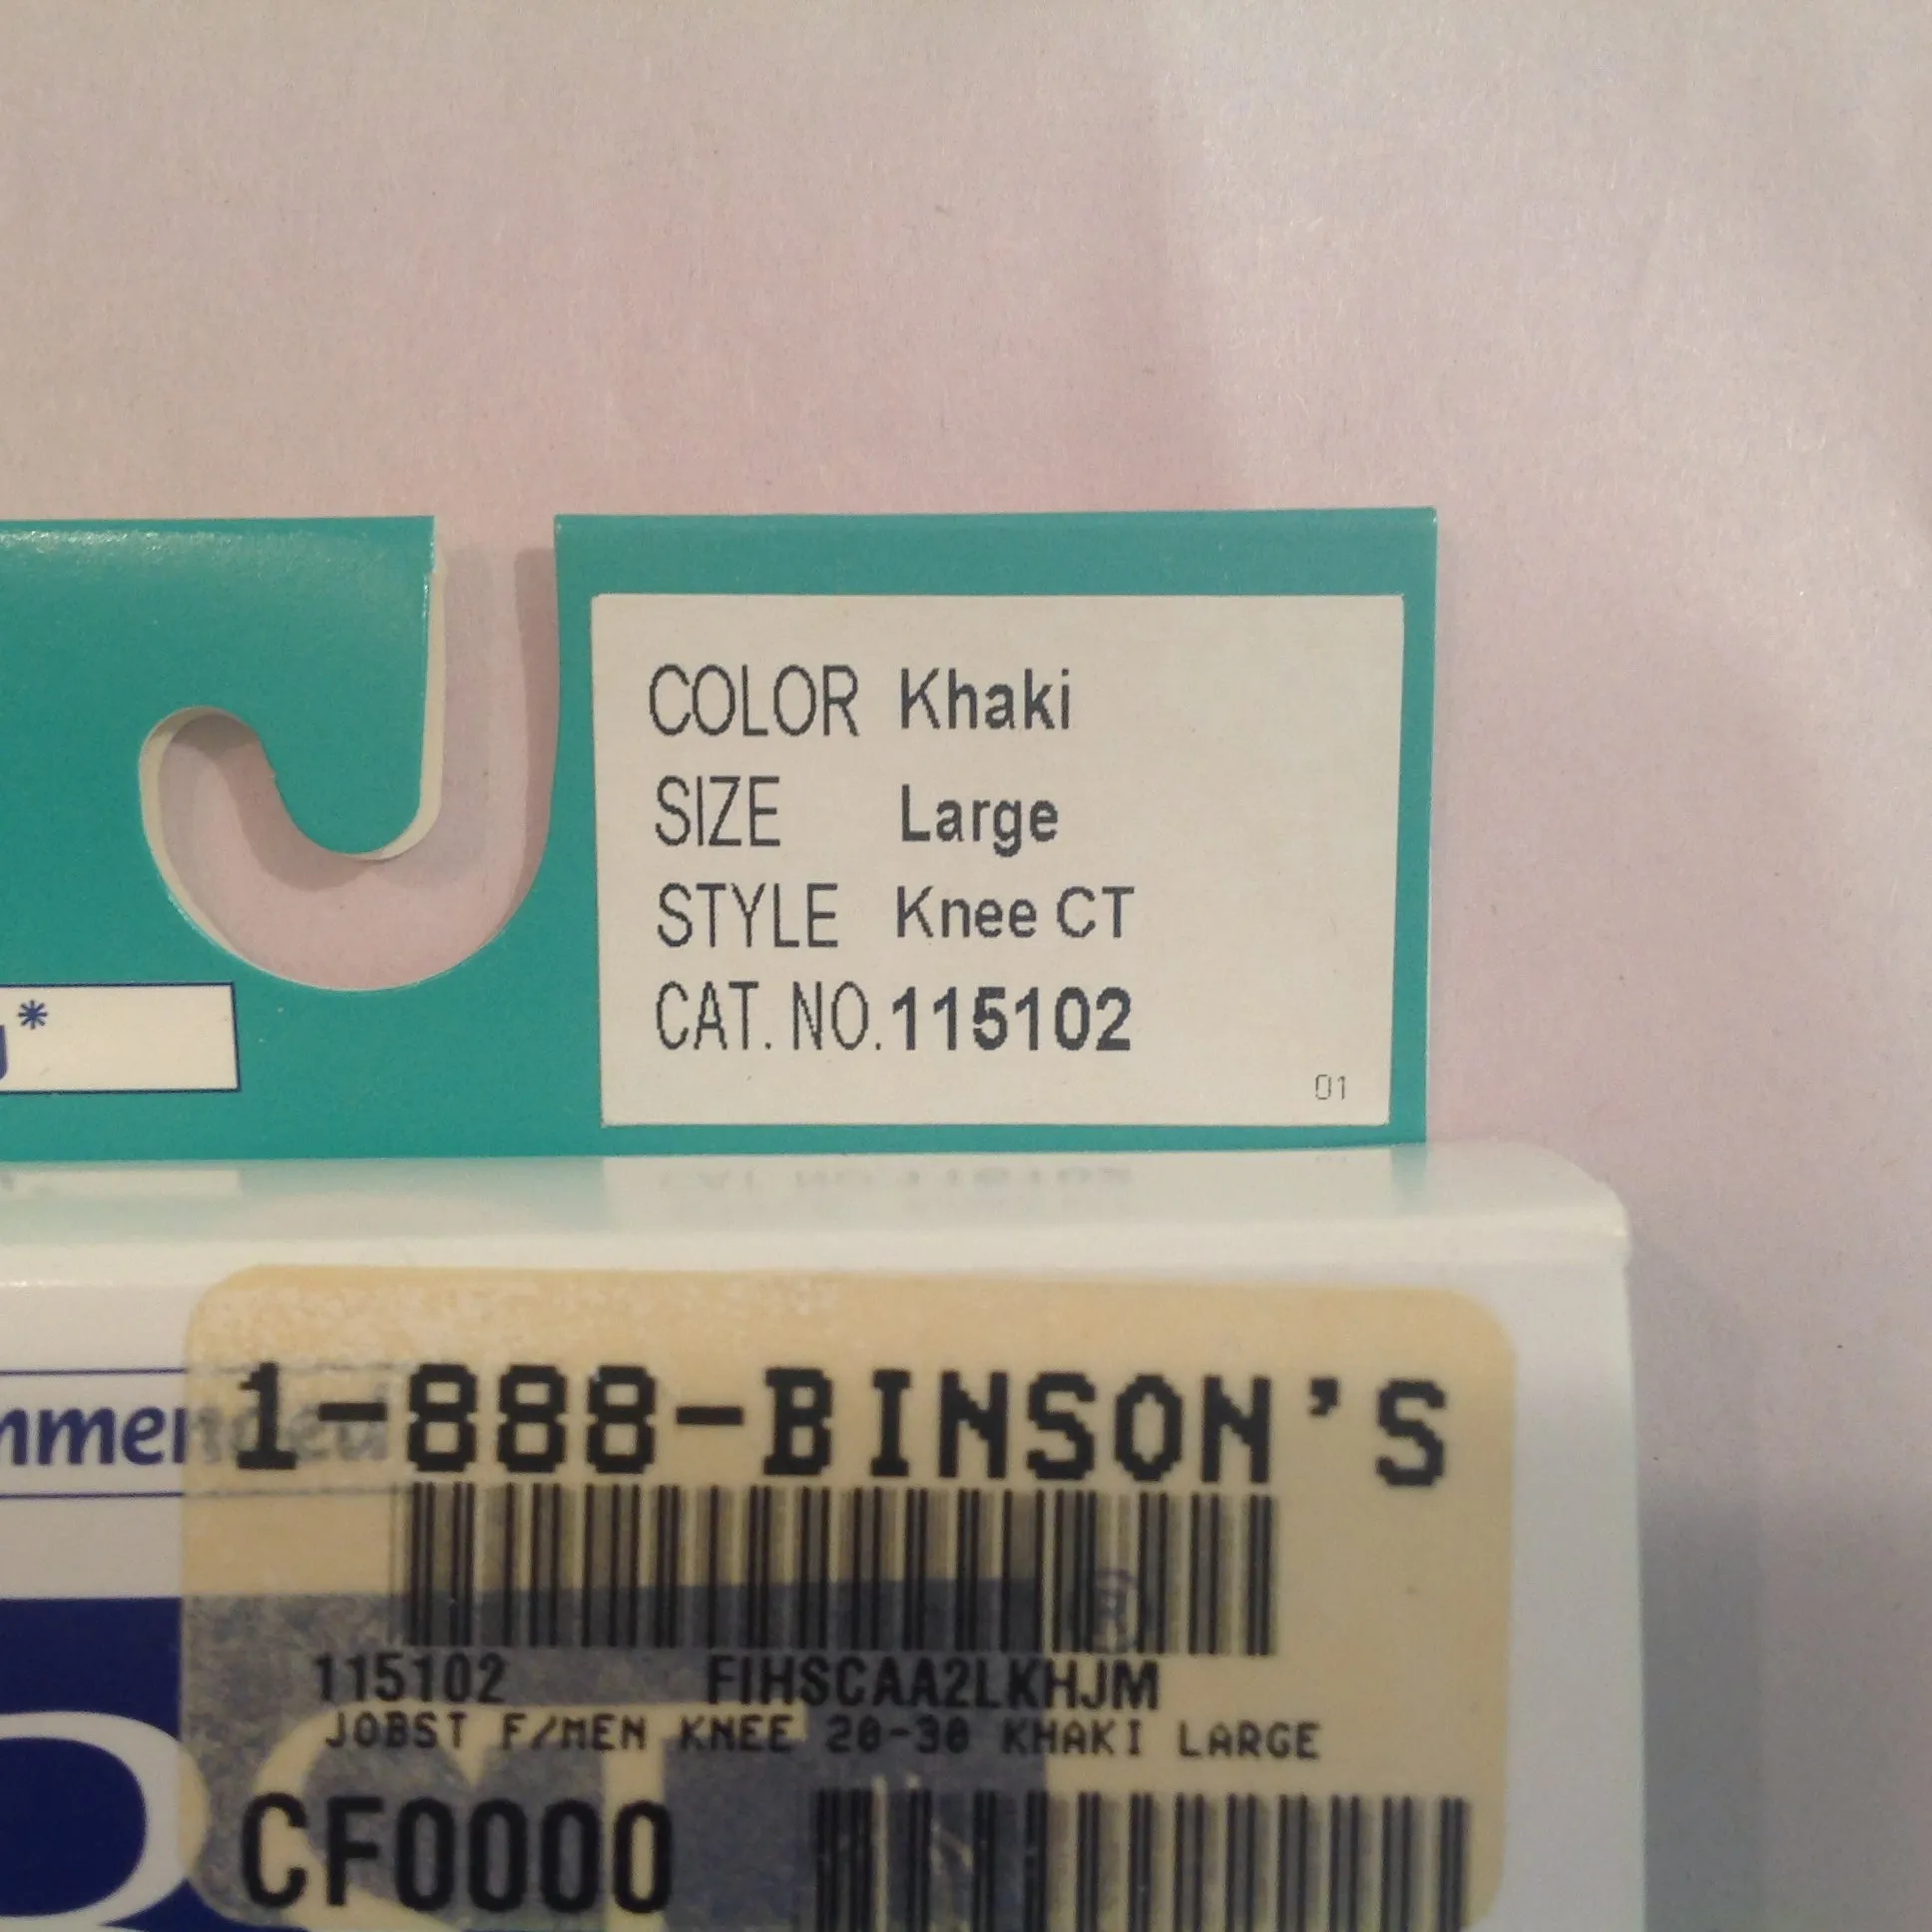 COLOR Khaki
SIZE Large
STYLE Knee CT
CAT. NO. 115102
01
*
1-888-BINSON'S
115102 FIHSCAA2LKHJM
JOBST F/MEN KNEE 20-30 KHAKI LARGE
CF0000